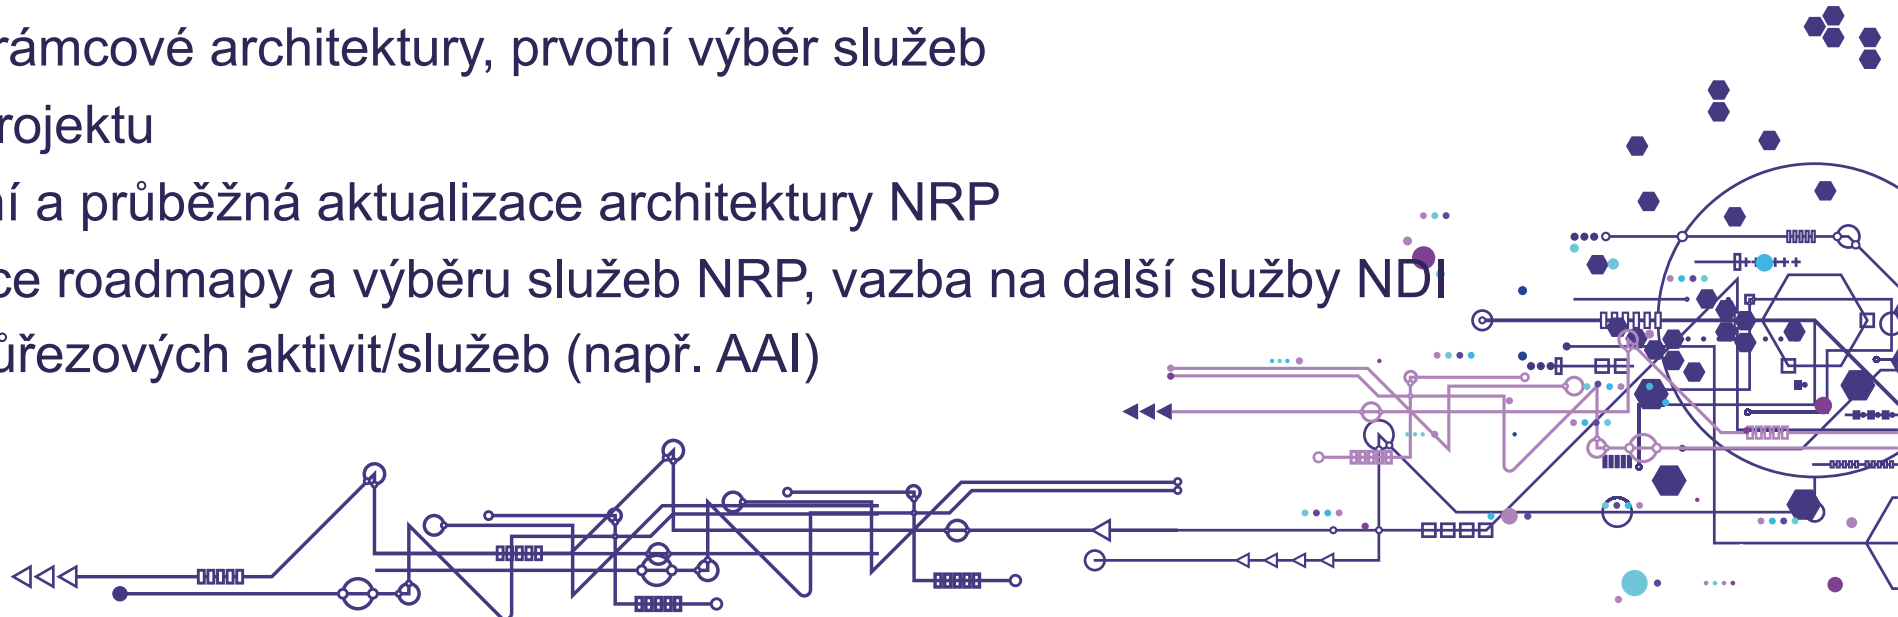 rámcové architektury, prvotní výběr služeb
rojektu
ní a průběžná aktualizace architektury NRP
ce roadmapy a výběru služeb NRP, vazba na další služby NDI
ůřezových aktivit/služeb (např. AAI)